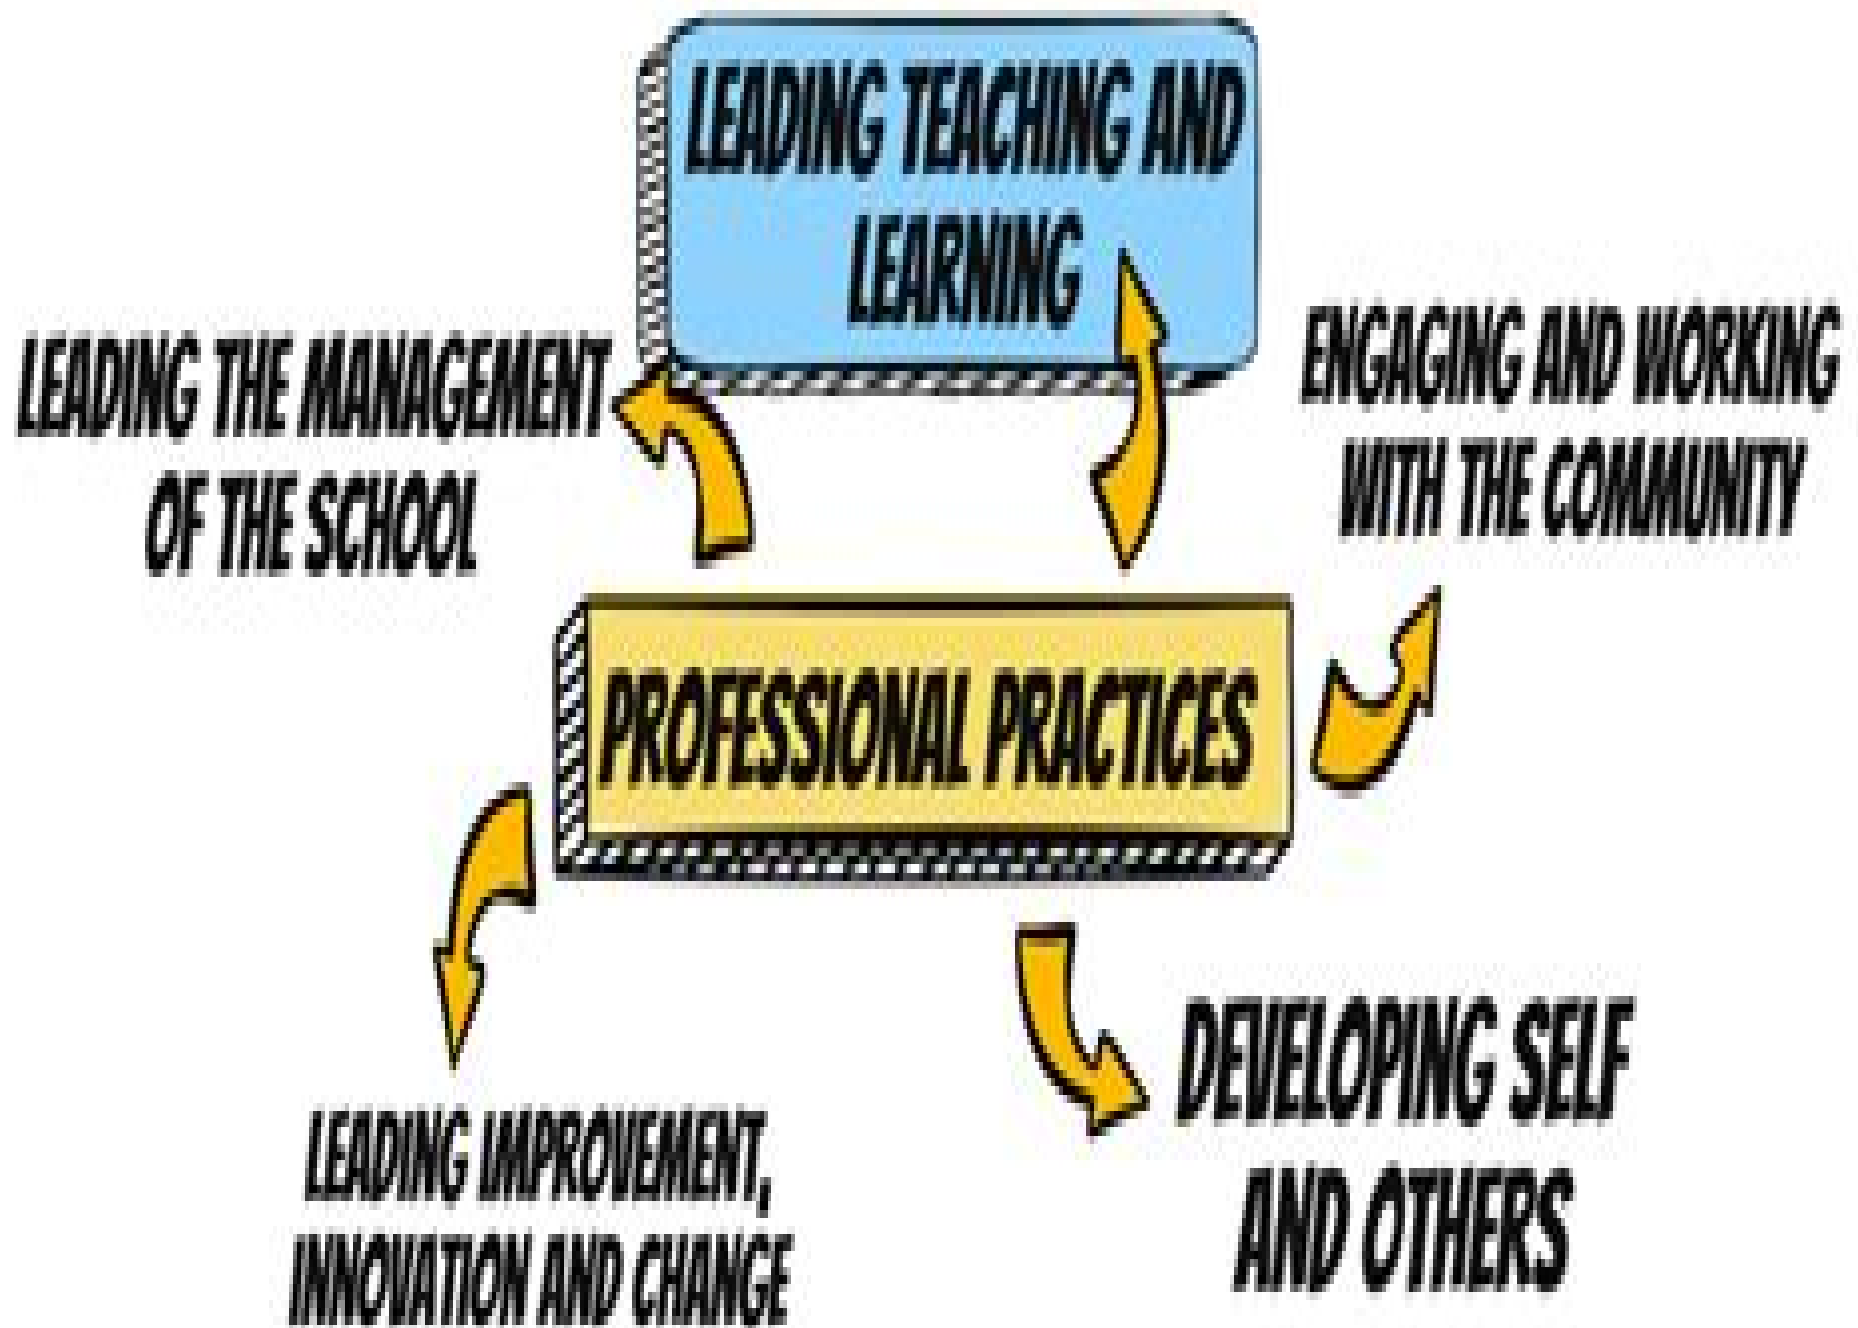 LEADING TEACHING AND
LEARNING
LEADING THE MANAGEMENT
OF THE SCHOOL
ENGAGING AND WORKING
WITH THE COMMUNITY
PROFESSIONAL PRACTICES
LEADING IMPROVEMENT,
INNOVATION AND CHANGE
DEVELOPING SELF
AND OTHERS